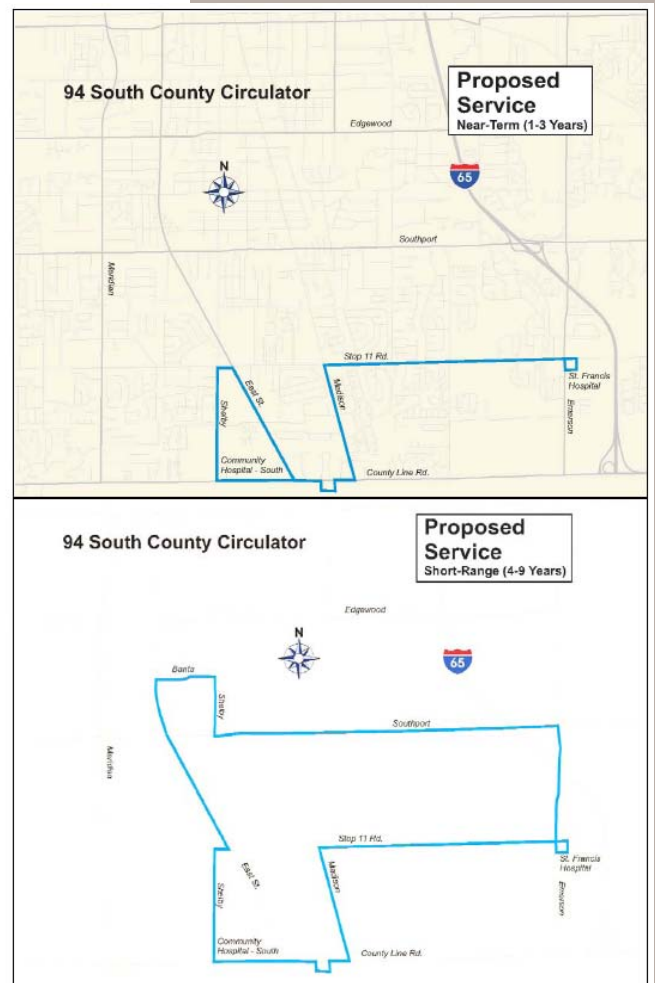 94 South County Circulator
Proposed
Service
Near-Term (1-3 Years)
Edgewood
N
65
Southport
Meridian
Stop 11 Rd.
St. Francis
Hospital
East St.
Madison
Shelby
Emerson
Community
Hospital - South
County Line Rd.
94 South County Circulator
Proposed
Service
Short-Range (4-9 Years)
Edgewood
N
65
Banta
Shelby
Southport
Meridian
Stop 11 Rd.
St. Francis
Hospital
East St.
Madison
Shelby
Emerson
Community
Hospital - South
County Line Rd.